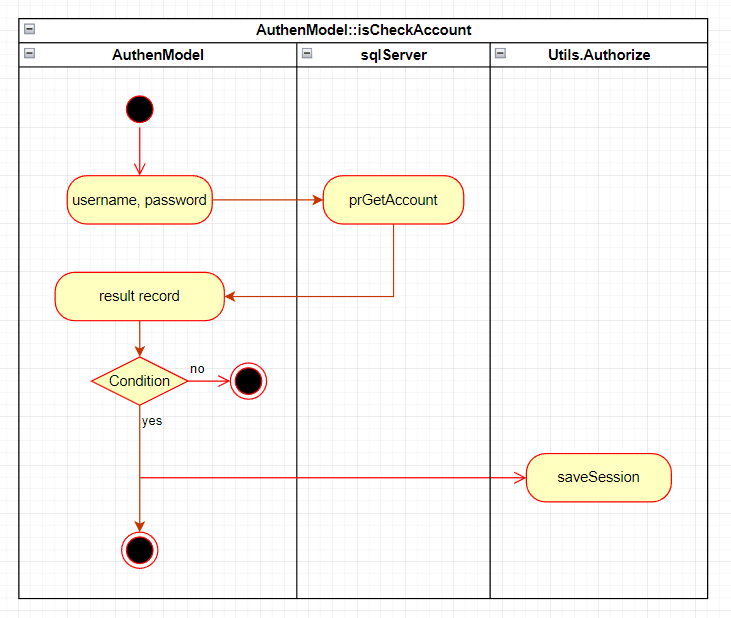 AuthenModel::isCheckAccount
AuthenModel
sqlServer
Utils.Authorize
username, password
prGetAccount
result record
Condition
no
yes
saveSession